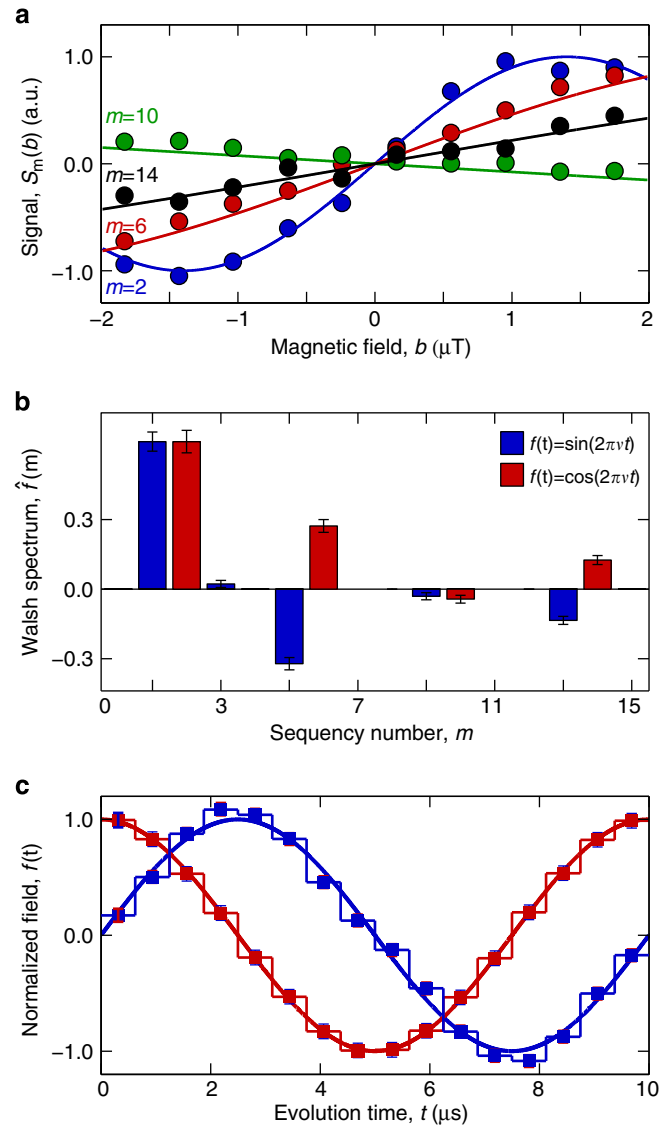 a
Signal, Sm(b) (a.u.)
1.0
0.0
−1.0
m=10
m=14
m=6
m=2
−2 −1 0 1 2
Magnetic field, b (μT)
b
Walsh spectrum, f̂ (m)
0.3
0.0
−0.3
f(t)=sin(2πνt)
f(t)=cos(2πνt)
0 3 7 11 15
Sequency number, m
c
Normalized field, f(t)
1.0
0.0
−1.0
0 2 4 6 8 10
Evolution time, t (μs)